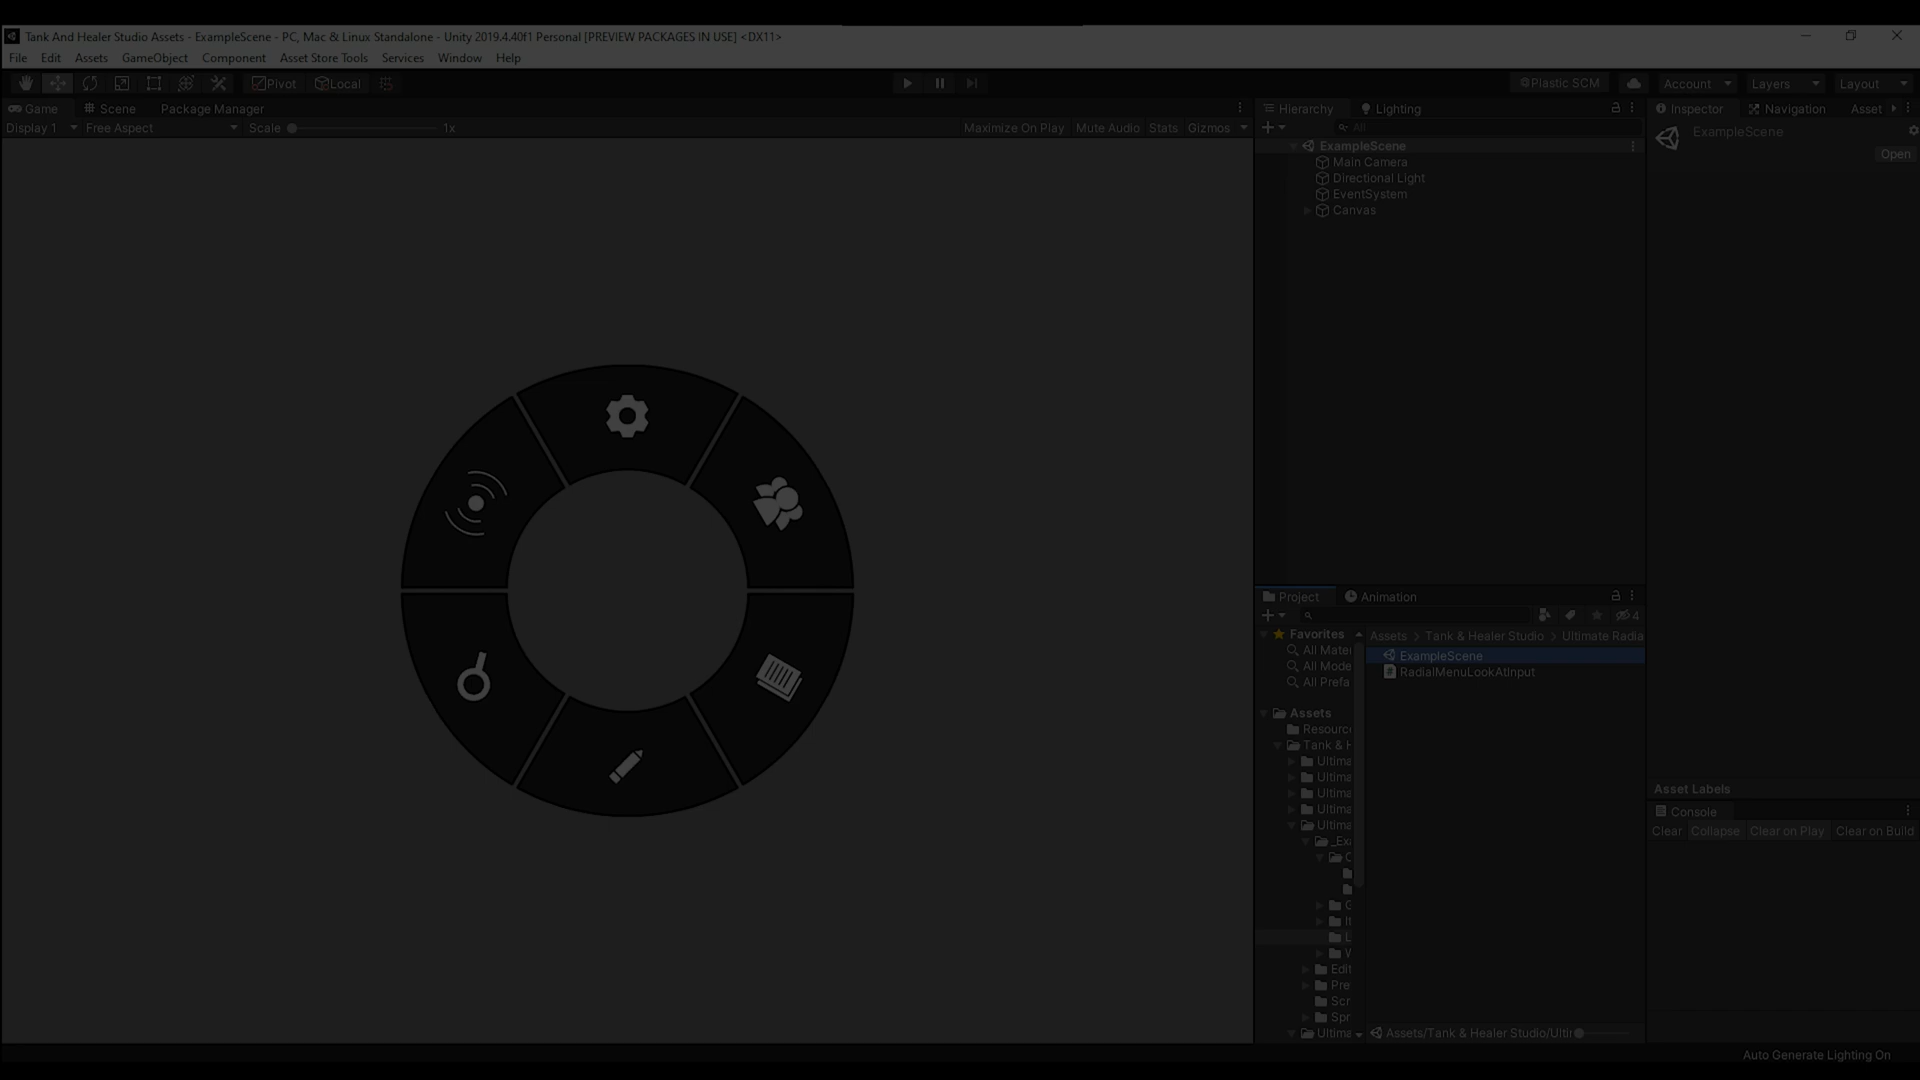 Tank And Healer Studio Assets - ExampleScene - PC, Mac & Linux Standalone - Unity 2019.4.40f1 Personal [PREVIEW PACKAGES IN USE] <DX11>
File Edit Assets GameObject Component Asset Store Tools Services Window Help
Pivot Local Plastic SCM Account Layers Layout
Game Scene Package Manager
Display 1 Free Aspect Scale 1x Maximize On Play Mute Audio Stats Gizmos
Hierarchy Lighting
All
ExampleScene
Main Camera
Directional Light
EventSystem
Canvas
Inspector Navigation Asset
ExampleScene
Open
Project Animation
4
Favorites
All Mate
All Mode
All Prefa
Assets
Resourc
Tank & H
Ultima
Ultima
Ultima
Ultima
Ultima
_Exa
C
G
It
L
V
Edit
Pre
Scr
Spr
Ultima
Assets > Tank & Healer Studio > Ultimate Radia
ExampleScene
RadialMenuLookAtInput
Assets/Tank & Healer Studio/Ultir
Asset Labels
Console
Clear Collapse Clear on Play Clear on Build
Auto Generate Lighting On